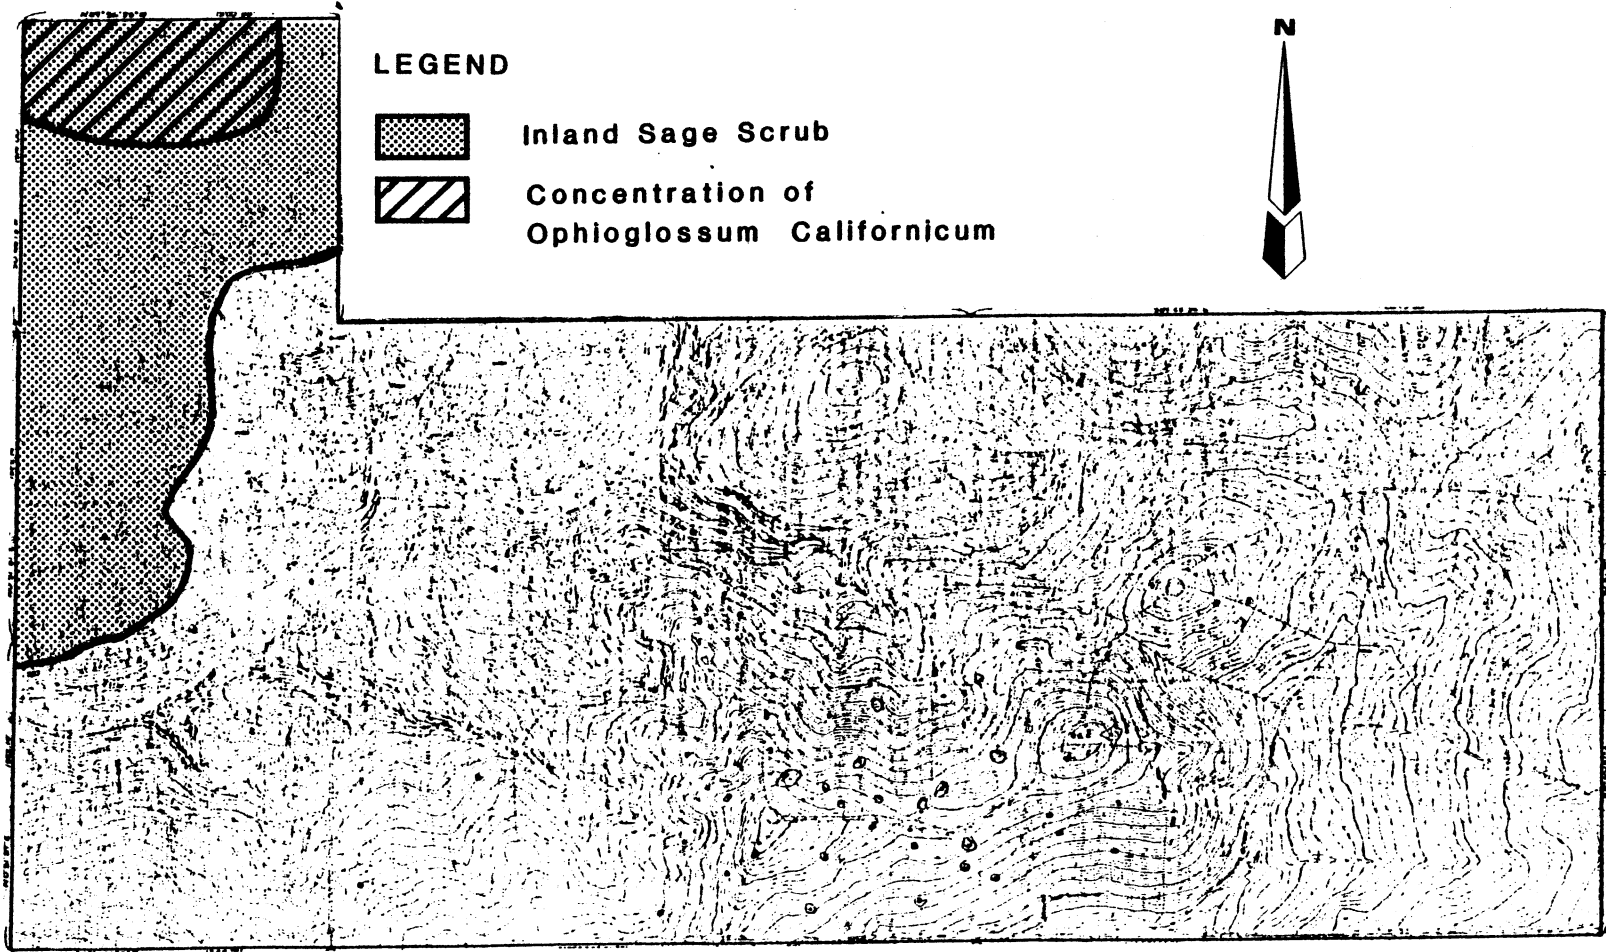 N
LEGEND
Inland Sage Scrub
Concentration of
Ophioglossum Californicum